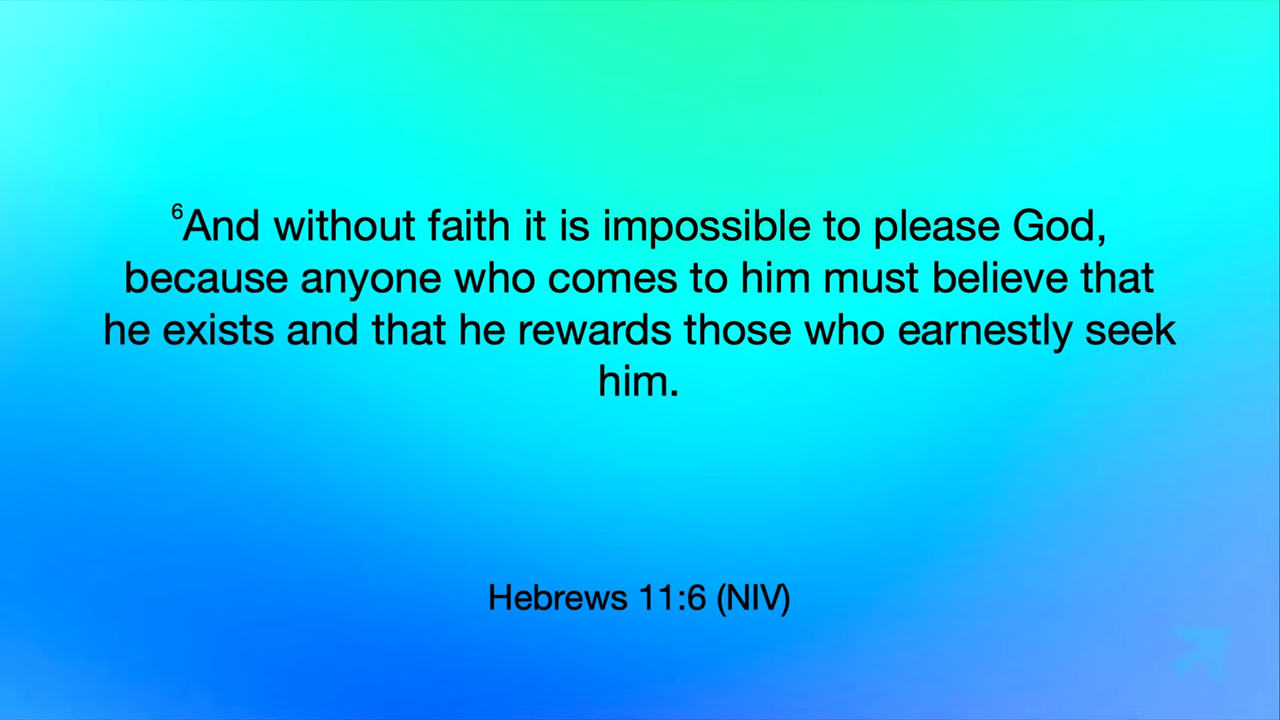 ⁶And without faith it is impossible to please God,
because anyone who comes to him must believe that
he exists and that he rewards those who earnestly seek
him.
Hebrews 11:6 (NIV)